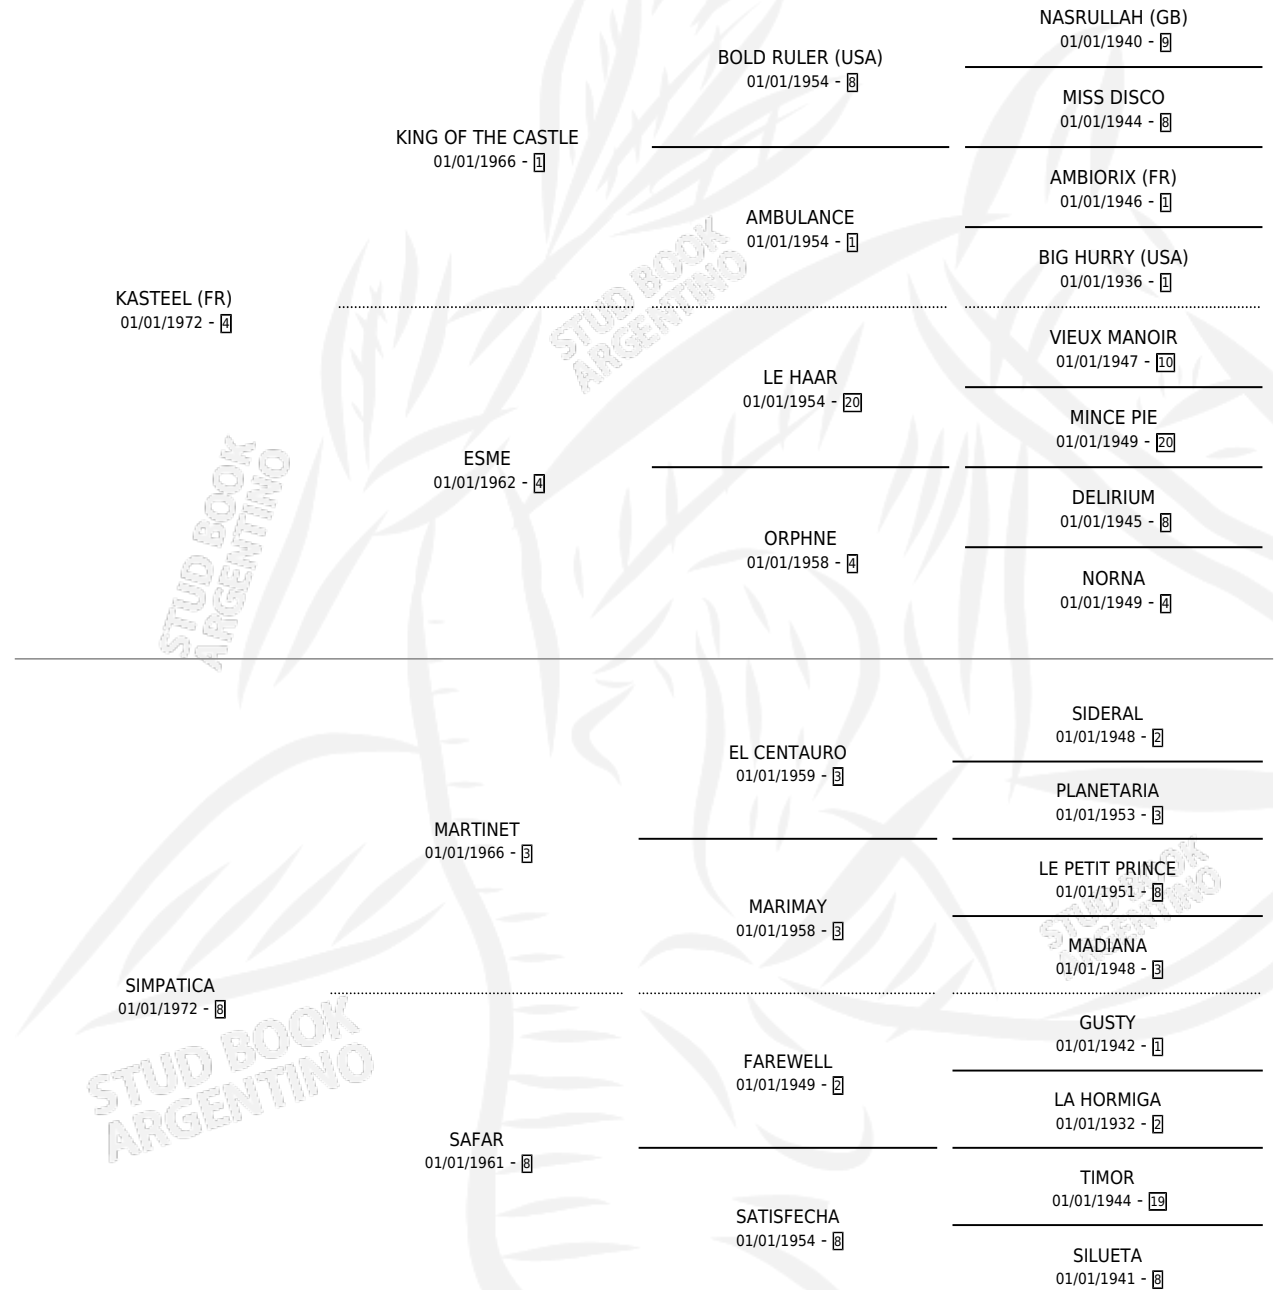 NASRULLAH (GB)
01/01/1940 - 9
BOLD RULER (USA)
01/01/1954 - 8
MISS DISCO
01/01/1944 - 8
KING OF THE CASTLE
01/01/1966 - 1
AMBIORIX (FR)
01/01/1946 - 1
AMBULANCE
01/01/1954 - 1
BIG HURRY (USA)
01/01/1936 - 1
KASTEEL (FR)
01/01/1972 - 4
VIEUX MANOIR
01/01/1947 - 10
LE HAAR
01/01/1954 - 20
MINCE PIE
01/01/1949 - 20
ESME
01/01/1962 - 4
DELIRIUM
01/01/1945 - 8
ORPHNE
01/01/1958 - 4
NORNA
01/01/1949 - 4
SIDERAL
01/01/1948 - 2
EL CENTAURO
01/01/1959 - 3
PLANETARIA
01/01/1953 - 3
MARTINET
01/01/1966 - 3
LE PETIT PRINCE
01/01/1951 - 8
MARIMAY
01/01/1958 - 3
MADIANA
01/01/1948 - 3
SIMPATICA
01/01/1972 - 8
GUSTY
01/01/1942 - 1
FAREWELL
01/01/1949 - 2
LA HORMIGA
01/01/1932 - 2
SAFAR
01/01/1961 - 8
TIMOR
01/01/1944 - 19
SATISFECHA
01/01/1954 - 8
SILUETA
01/01/1941 - 8
STUD BOOK
ARGENTINO
STUD BOOK
ARGENTINO
STUD BOOK
ARGENTINO
STUD BOOK
ARGENTINO